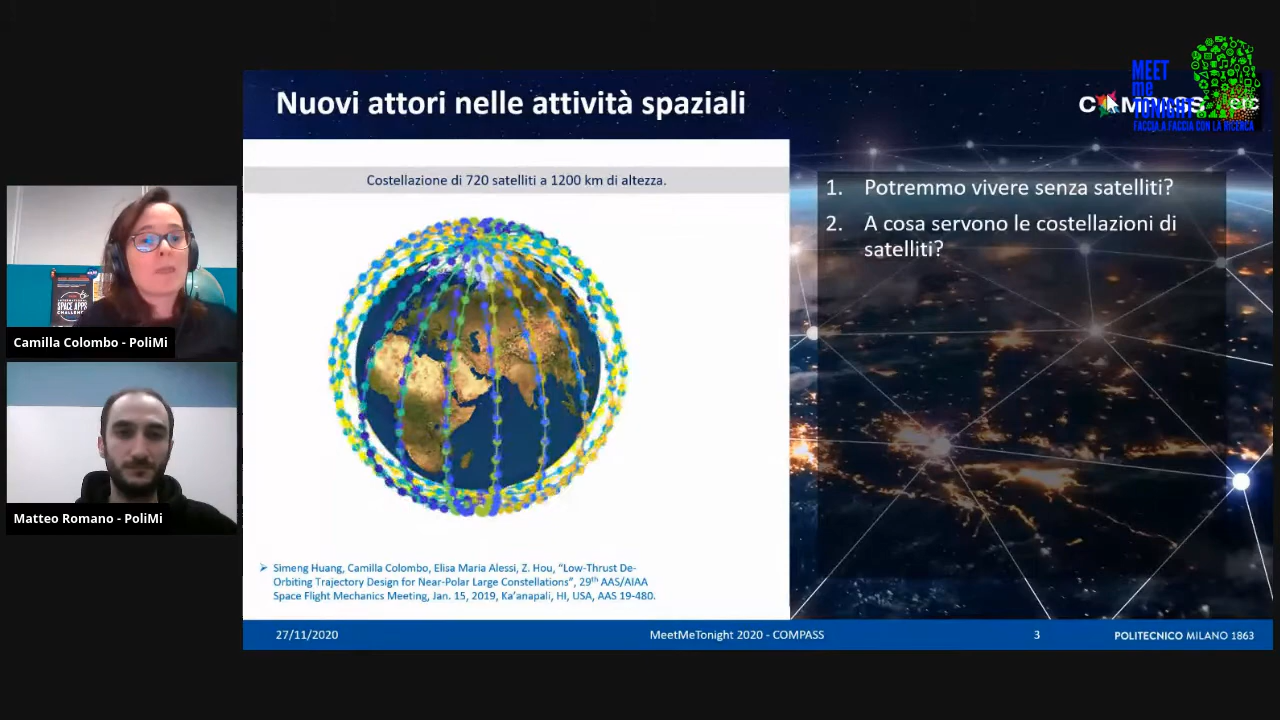 Nuovi attori nelle attività spaziali
MEET
me
TONIGHT
FACCIA A FACCIA CON LA RICERCA
erc
Costellazione di 720 satelliti a 1200 km di altezza.
1. Potremmo vivere senza satelliti?
2. A cosa servono le costellazioni di
satelliti?
SPACE APPS
CHALLENGE
Camilla Colombo - PoliMi
Matteo Romano - PoliMi
➢ Simeng Huang, Camilla Colombo, Elisa Maria Alessi, Z. Hou, “Low-Thrust De-
Orbiting Trajectory Design for Near-Polar Large Constellations”, 29th AAS/AIAA
Space Flight Mechanics Meeting, Jan. 15, 2019, Ka’anapali, HI, USA, AAS 19-480.
27/11/2020
MeetMeTonight 2020 - COMPASS
3
POLITECNICO MILANO 1863